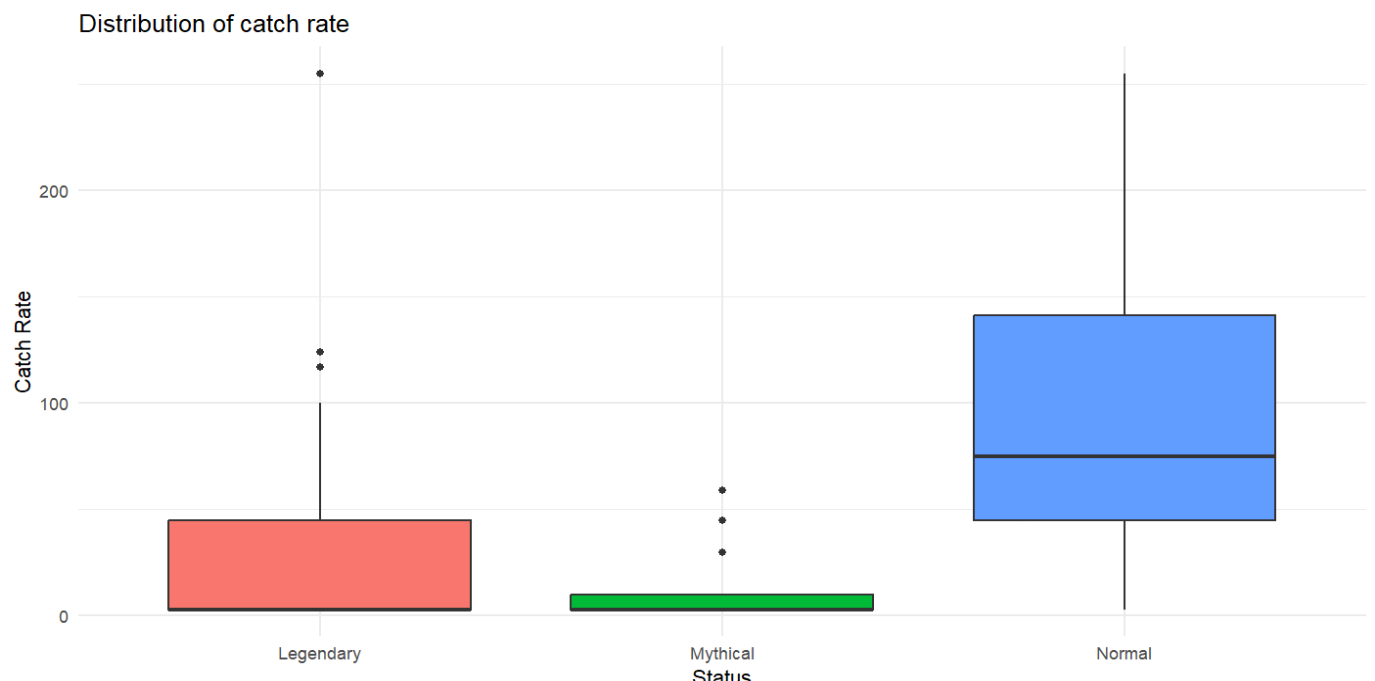 Distribution of catch rate
Catch Rate
200
100
0
Legendary Mythical Normal
Status